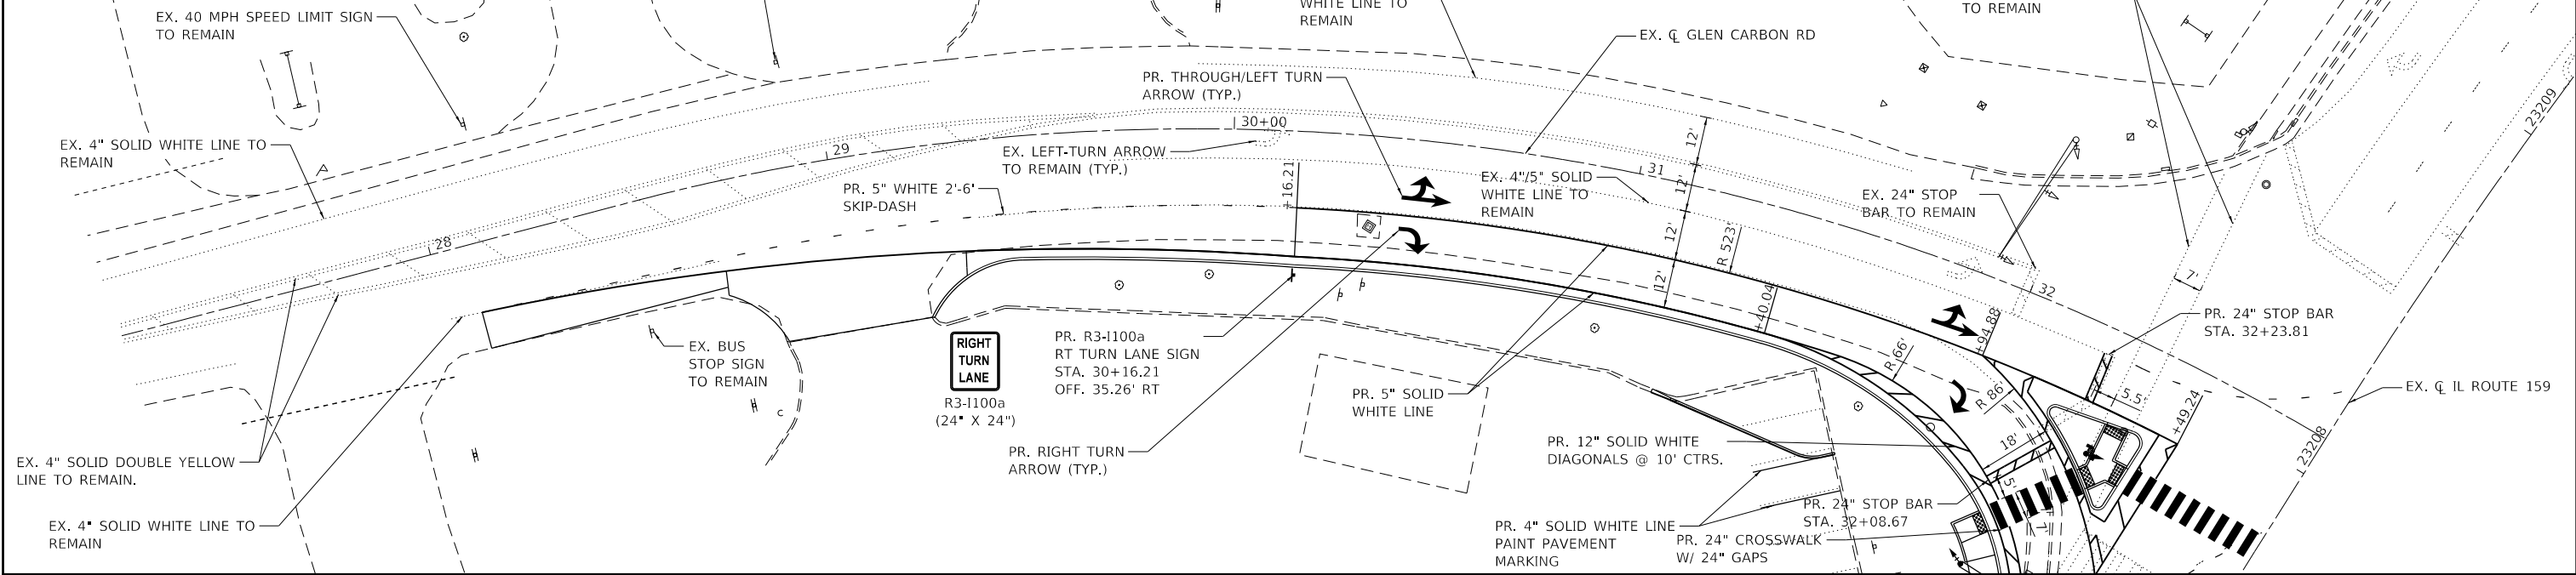 EX. 40 MPH SPEED LIMIT SIGN
TO REMAIN
WHITE LINE TO
REMAIN
TO REMAIN
EX. ℄ GLEN CARBON RD
PR. THROUGH/LEFT TURN
ARROW (TYP.)
23209
EX. 4" SOLID WHITE LINE TO
REMAIN
29
30+00
12'
EX. LEFT-TURN ARROW
TO REMAIN (TYP.)
31
PR. 5" WHITE 2'-6'
SKIP-DASH
+16.21
EX. 4"/5" SOLID
WHITE LINE TO
REMAIN
12'
EX. 24" STOP
BAR TO REMAIN
28
12'
R 523'
12'
7'
32
+40.04
+94.88
PR. 24" STOP BAR
STA. 32+23.81
EX. BUS
STOP SIGN
TO REMAIN
RIGHT
TURN
LANE
R3-I100a
(24" X 24")
PR. R3-I100a
RT TURN LANE SIGN
STA. 30+16.21
OFF. 35.26' RT
R 66'
R 86'
5.5'
+49.24
EX. ℄ IL ROUTE 159
PR. 5" SOLID
WHITE LINE
PR. RIGHT TURN
ARROW (TYP.)
PR. 12" SOLID WHITE
DIAGONALS @ 10' CTRS.
18'
23208
EX. 4" SOLID DOUBLE YELLOW
LINE TO REMAIN.
5'
7'
EX. 4" SOLID WHITE LINE TO
REMAIN
PR. 24" STOP BAR
STA. 32+08.67
PR. 4" SOLID WHITE LINE
PAINT PAVEMENT
MARKING
PR. 24" CROSSWALK
W/ 24" GAPS